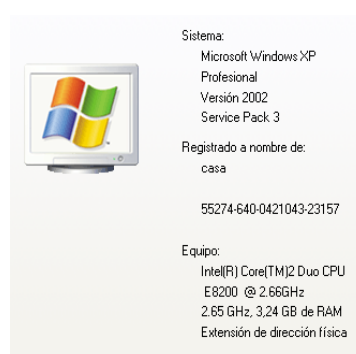 Sistema:
Microsoft Windows XP
Profesional
Versión 2002
Service Pack 3
Registrado a nombre de:
casa
55274-640-0421043-23157
Equipo:
Intel(R) Core(TM)2 Duo CPU
E8200 @ 2.66GHz
2.65 GHz, 3,24 GB de RAM
Extensión de dirección física